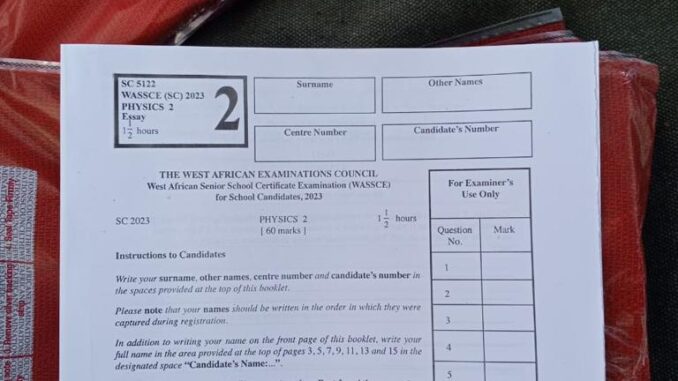 SC 5122
WASSCE (SC) 2023
PHYSICS 2
Essay
1 1/2 hours
2
Surname
Other Names
Centre Number
Candidate's Number
THE WEST AFRICAN EXAMINATIONS COUNCIL
West African Senior School Certificate Examination (WASSCE)
for School Candidates, 2023
SC 2023
PHYSICS 2
1 1/2 hours
[ 60 marks ]
For Examiner's
Use Only
Question
No.
Mark
1
2
3
4
5
Instructions to Candidates
Write your surname, other names, centre number and candidate's number in
the spaces provided at the top of this booklet.
Please note that your names should be written in the order in which they were
captured during registration.
In addition to writing your name on the front page of this booklet, write your
full name in the area provided at the top of pages 3, 5, 7, 9, 11, 13 and 15 in the
designated space "Candidate's Name:...".